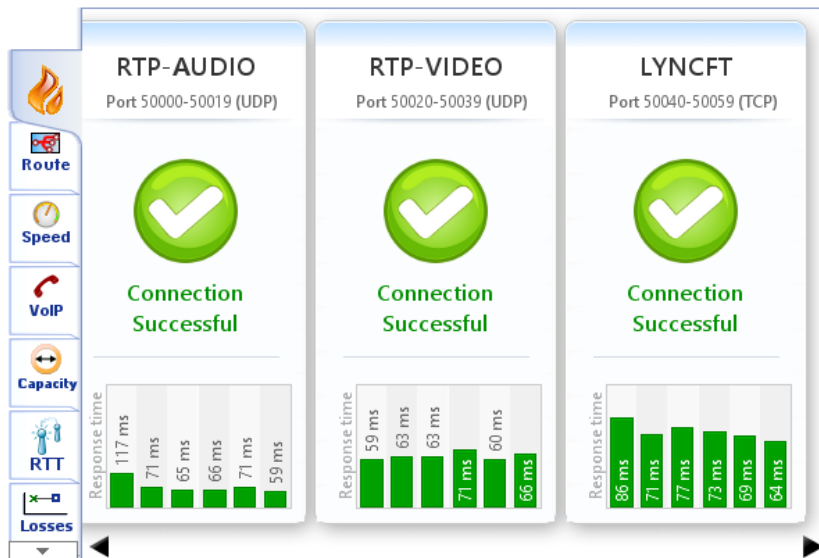 Route
Speed
VoIP
Capacity
RTT
Losses
RTP-AUDIO
Port 50000-50019 (UDP)
Connection
Successful
Response time
117 ms
71 ms
65 ms
66 ms
71 ms
59 ms
RTP-VIDEO
Port 50020-50039 (UDP)
Connection
Successful
Response time
59 ms
63 ms
63 ms
71 ms
60 ms
66 ms
LYNCFT
Port 50040-50059 (TCP)
Connection
Successful
Response time
86 ms
71 ms
77 ms
73 ms
69 ms
64 ms